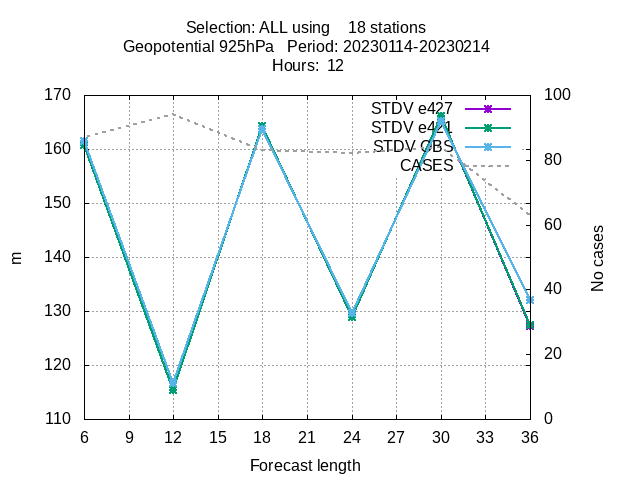 Selection: ALL using    18 stations
Geopotential 925hPa   Period: 20230114-20230214
Hours:  12
170
160
150
140
130
120
110
m
100
80
60
40
20
0
No cases
STDV e427
STDV e4 1
STDV OBS
CASES
6 9 12 15 18 21 24 27 30 33 36
Forecast length